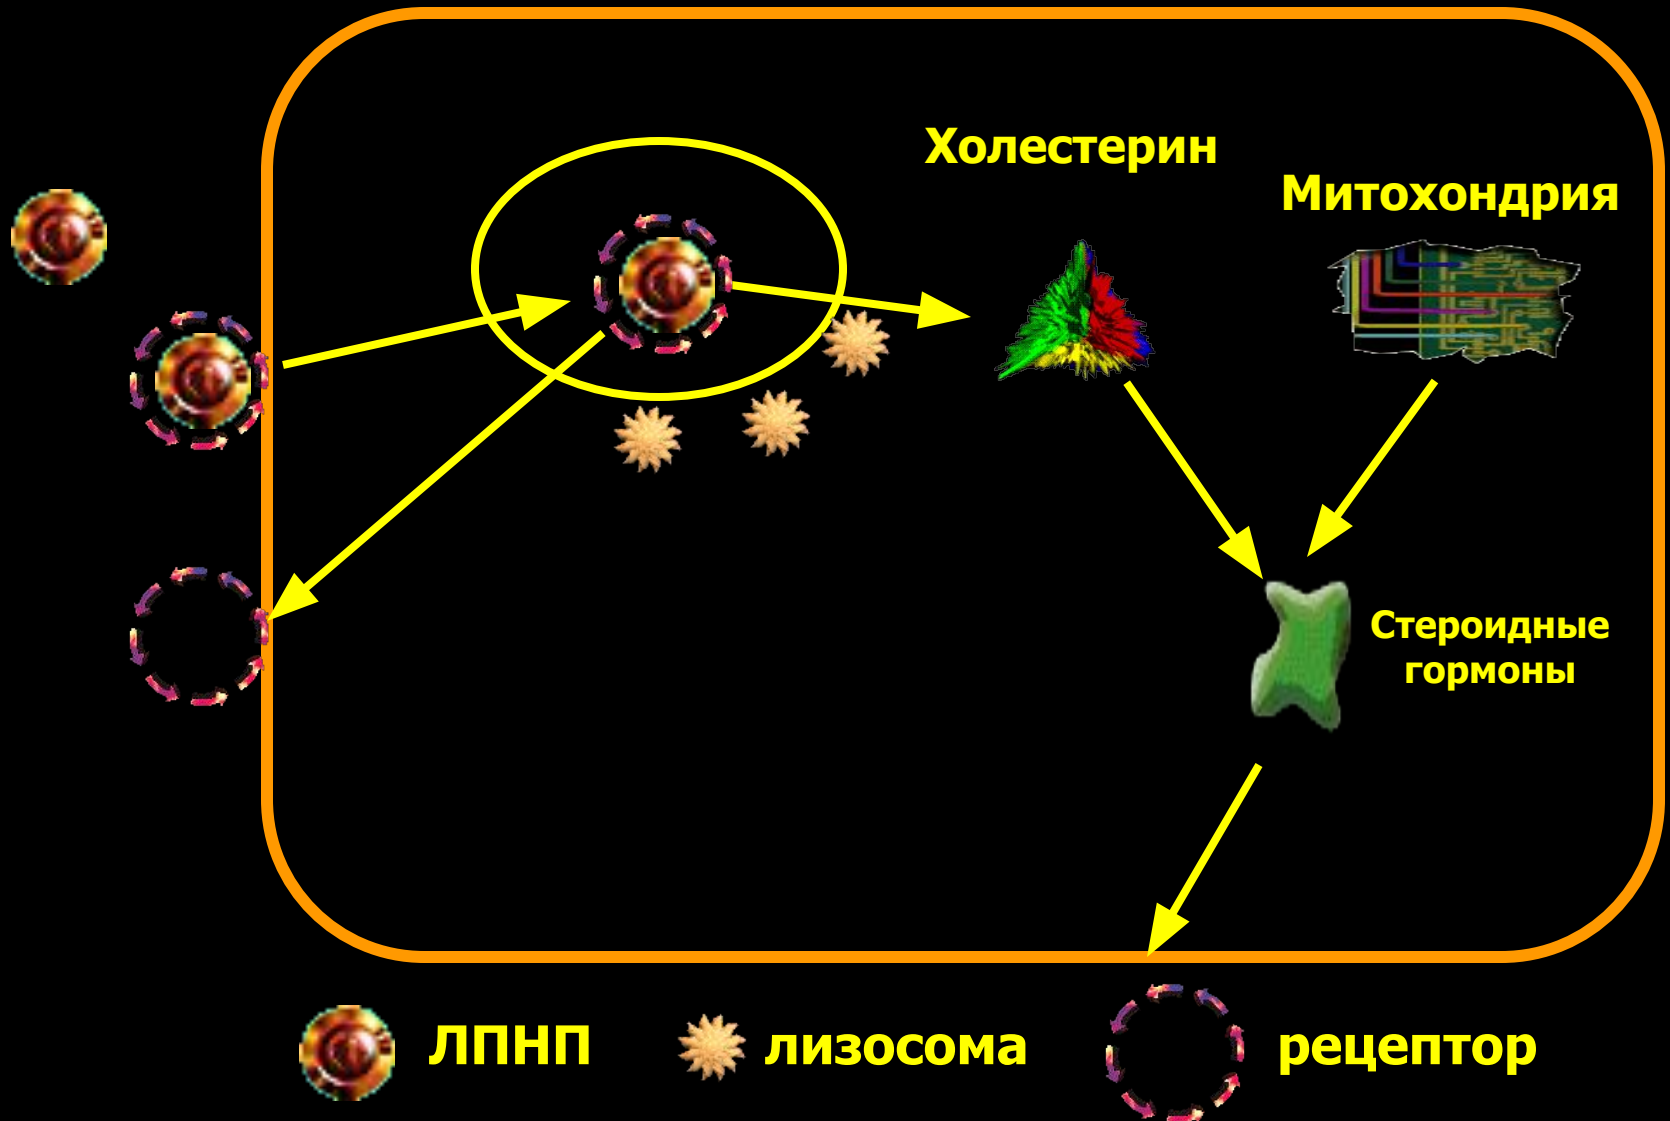 Холестерин
Митохондрия
Стероидные
гормоны
ЛПНП
лизосома
рецептор